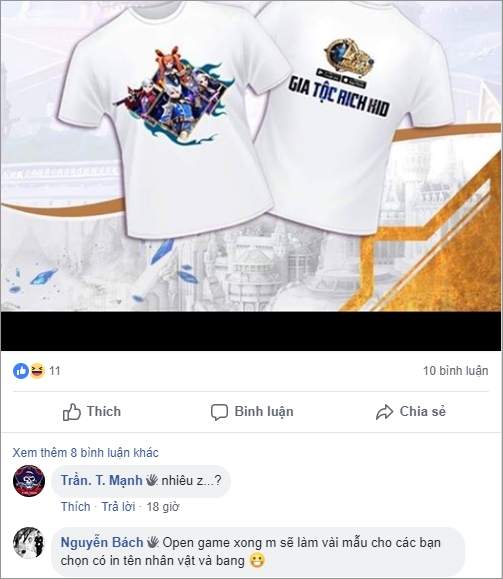 GIA TỘC RICH KID
11
10 bình luận
Thích
Bình luận
Chia sẻ
Xem thêm 8 bình luận khác
Trần. T. Mạnh nhiêu z...?
Thích · Trả lời · 18 giờ
Nguyễn Bách Open game xong m sẽ làm vài mẫu cho các bạn
chọn có in tên nhân vật và bang